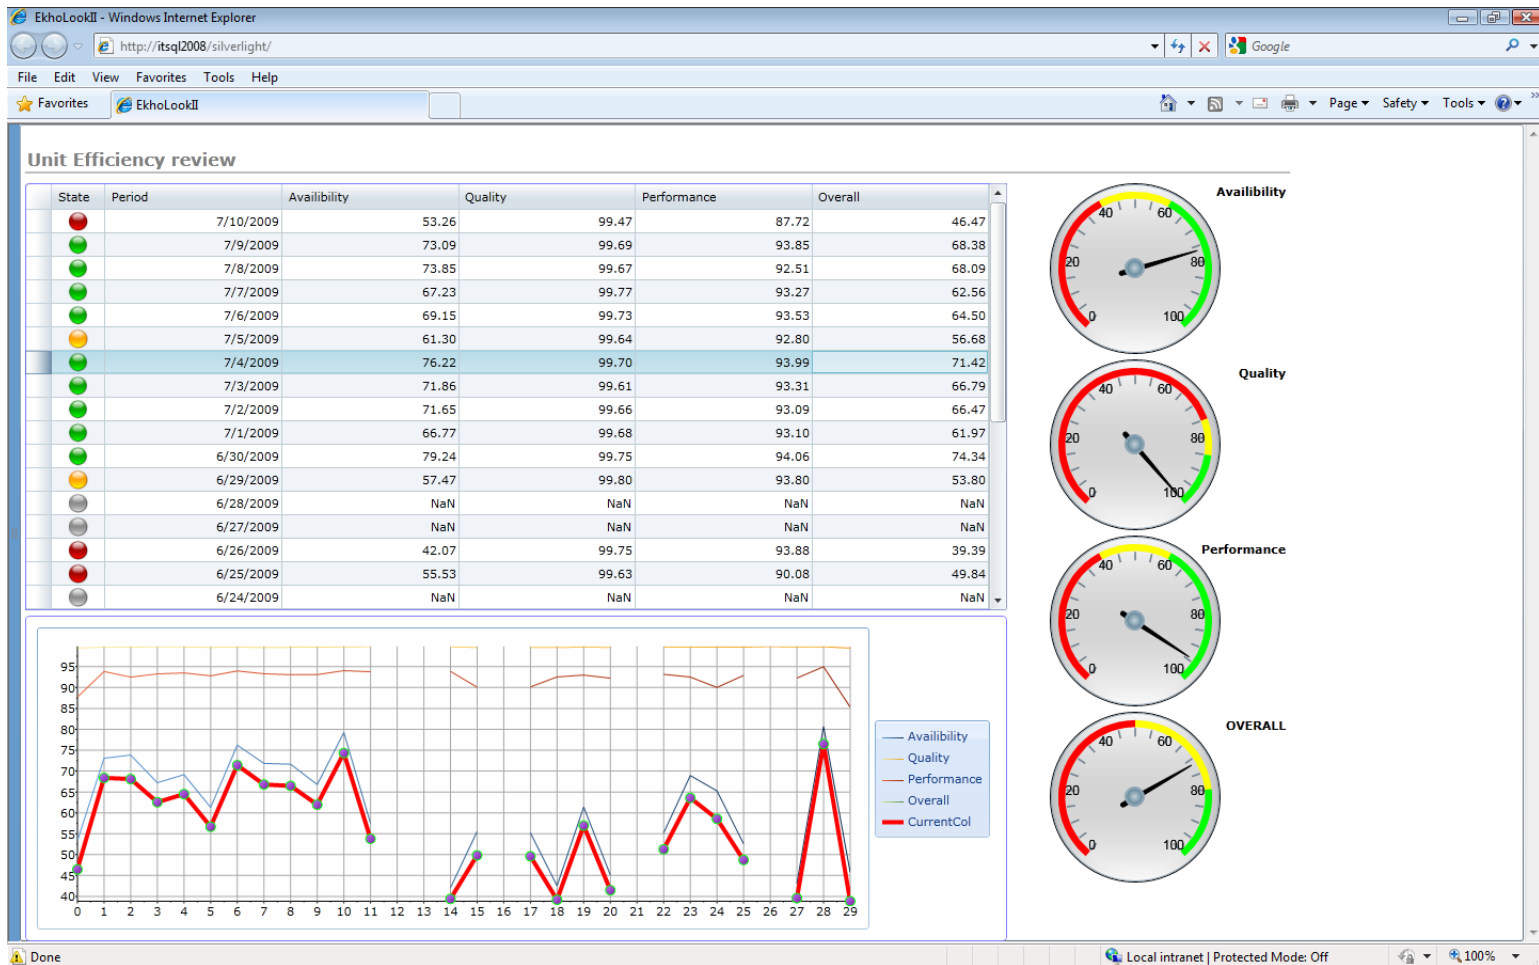 EkhoLookII - Windows Internet Explorer
http://itsql2008/silverlight/
Google
File Edit View Favorites Tools Help
Favorites EkhoLookII Page Safety Tools
Unit Efficiency review
State Period Availibility Quality Performance Overall
7/10/2009 53.26 99.47 87.72 46.47
7/9/2009 73.09 99.69 93.85 68.38
7/8/2009 73.85 99.67 92.51 68.09
7/7/2009 67.23 99.77 93.27 62.56
7/6/2009 69.15 99.73 93.53 64.50
7/5/2009 61.30 99.64 92.80 56.68
7/4/2009 76.22 99.70 93.99 71.42
7/3/2009 71.86 99.61 93.31 66.79
7/2/2009 71.65 99.66 93.09 66.47
7/1/2009 66.77 99.68 93.10 61.97
6/30/2009 79.24 99.75 94.06 74.34
6/29/2009 57.47 99.80 93.80 53.80
6/28/2009 NaN NaN NaN NaN
6/27/2009 NaN NaN NaN NaN
6/26/2009 42.07 99.75 93.88 39.39
6/25/2009 55.53 99.63 90.08 49.84
6/24/2009 NaN NaN NaN NaN
95
90
85
80
75
70
65
60
55
50
45
40
0 1 2 3 4 5 6 7 8 9 10 11 12 13 14 15 16 17 18 19 20 21 22 23 24 25 26 27 28 29
Availibility
Quality
Performance
Overall
CurrentCol
Availibility
40 60
20 80
0 100
Quality
40 60
20 80
0 100
Performance
40 60
20 80
0 100
OVERALL
40 60
20 80
0 100
Done Local intranet | Protected Mode: Off 100%